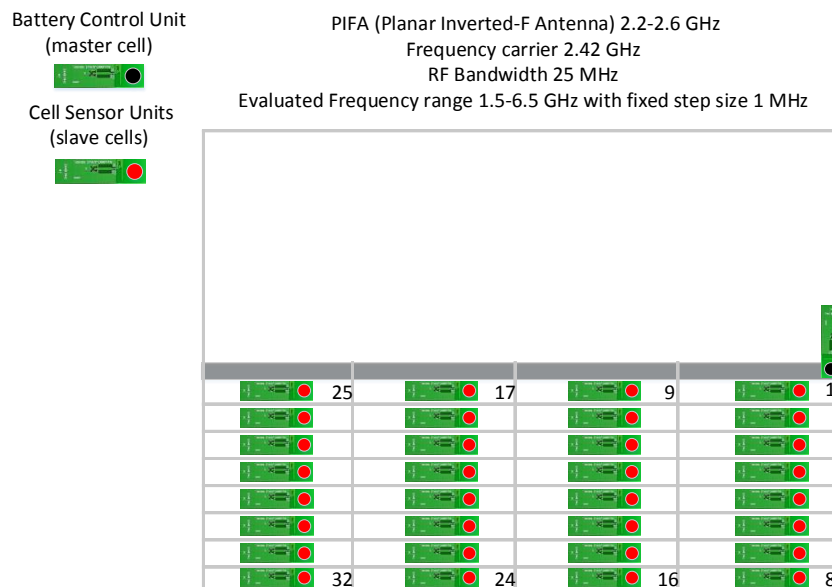 Battery Control Unit
(master cell)
Cell Sensor Units
(slave cells)
PIFA (Planar Inverted-F Antenna) 2.2-2.6 GHz
Frequency carrier 2.42 GHz
RF Bandwidth 25 MHz
Evaluated Frequency range 1.5-6.5 GHz with fixed step size 1 MHz
25 17 9 1
32 24 16 8